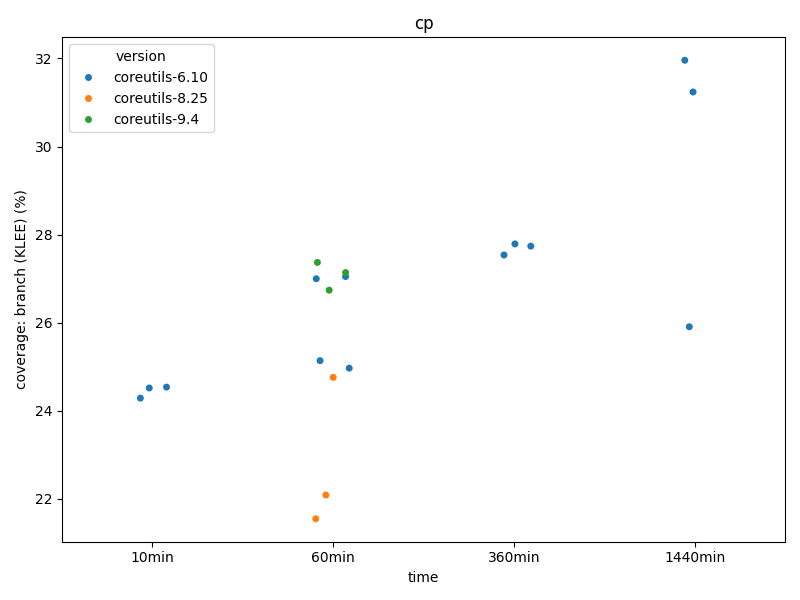 cp
version
coreutils-6.10
coreutils-8.25
coreutils-9.4
coverage: branch (KLEE) (%)
32
30
28
26
24
22
10min
60min
360min
1440min
time